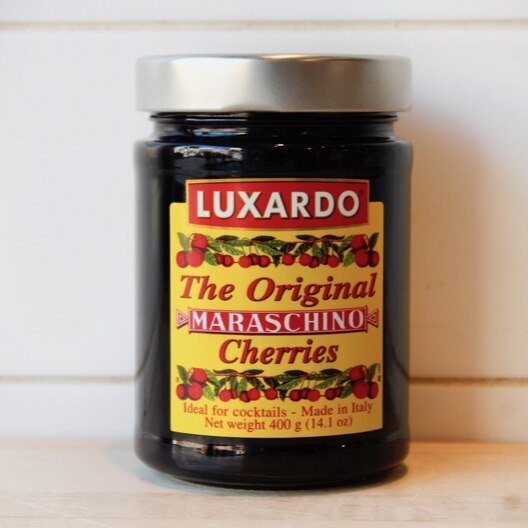 LUXARDO
The Original
MARASCHINO
Cherries
Ideal for cocktails - Made in Italy
Net weight 400 g (14.1 oz)